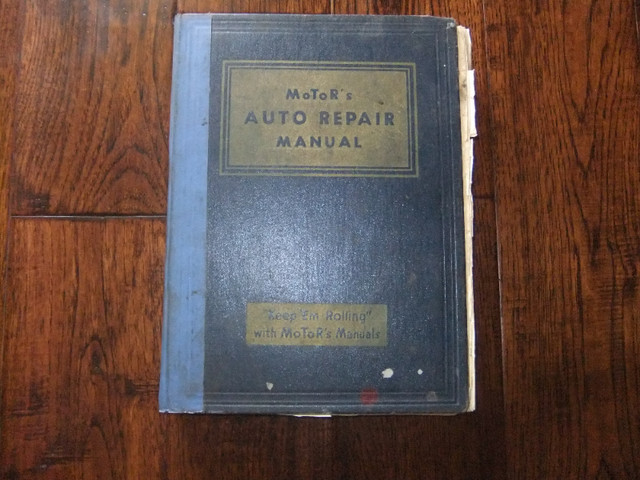 MoToR's
AUTO REPAIR
MANUAL
"Keep 'Em Rolling"
with MoToR's Manuals